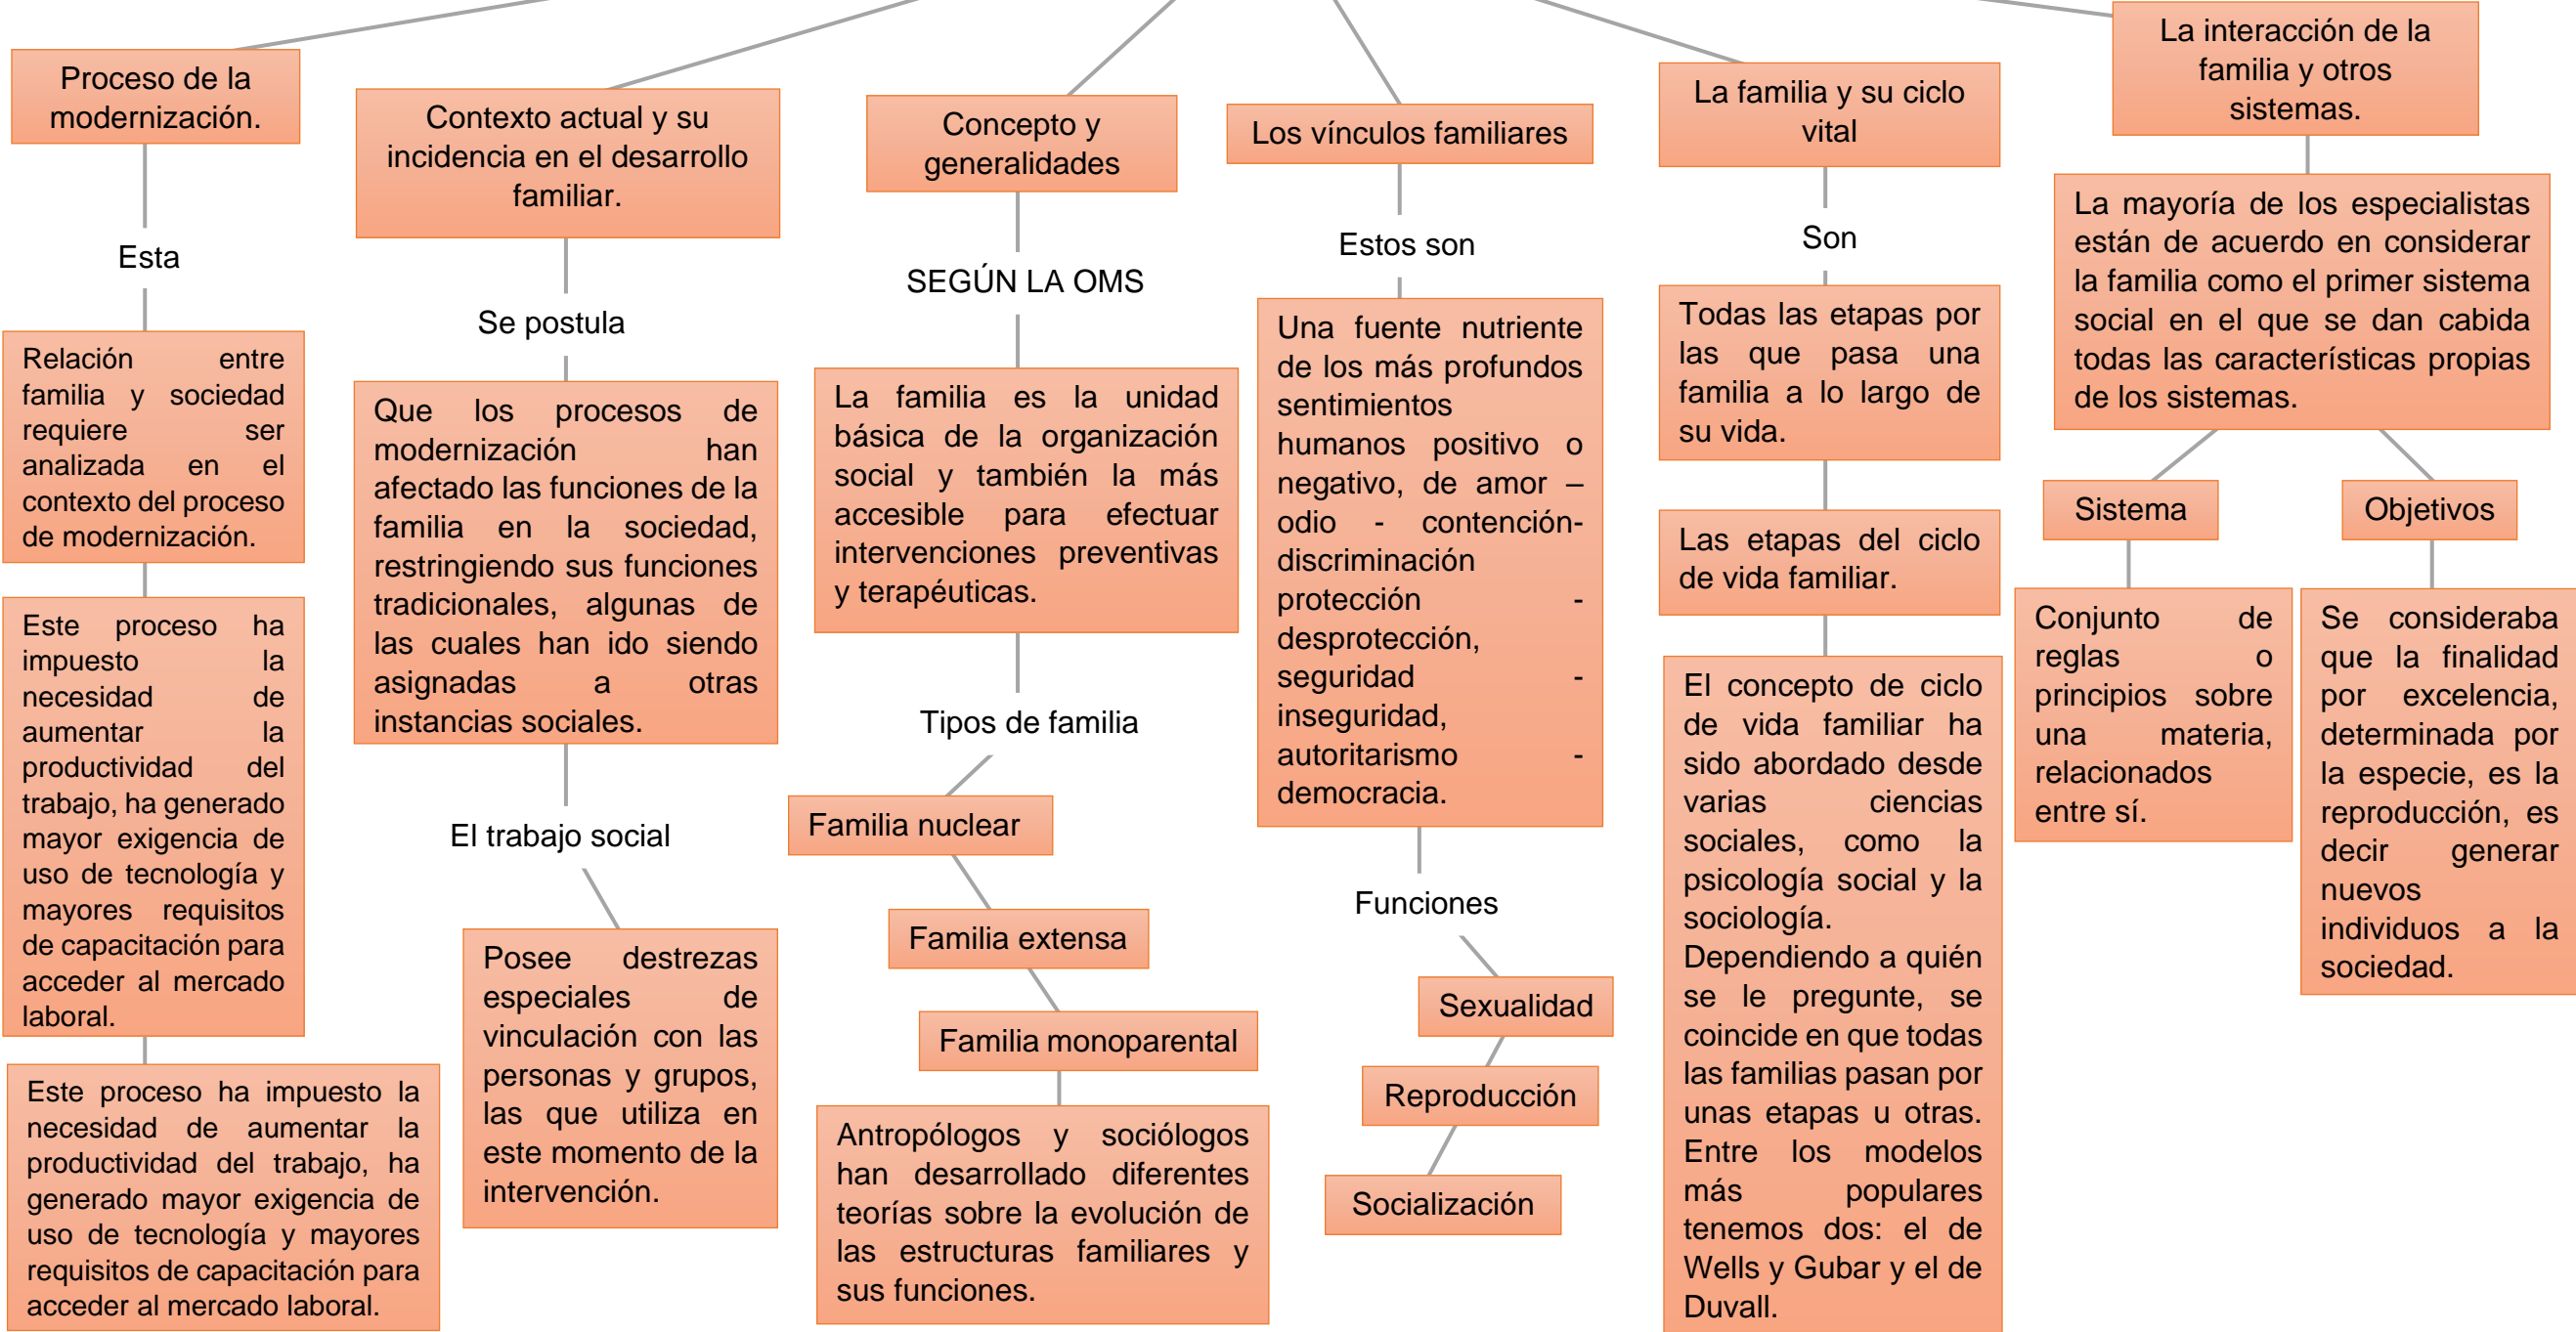 Proceso de la
modernización.
Esta
Relación entre
familia y sociedad
requiere ser
analizada en el
contexto del proceso
de modernización.
Este proceso ha
impuesto la
necesidad de
aumentar la
productividad del
trabajo, ha generado
mayor exigencia de
uso de tecnología y
mayores requisitos
de capacitación para
acceder al mercado
laboral.
Este proceso ha impuesto la
necesidad de aumentar la
productividad del trabajo, ha
generado mayor exigencia de
uso de tecnología y mayores
requisitos de capacitación para
acceder al mercado laboral.
Contexto actual y su
incidencia en el desarrollo
familiar.
Se postula
Que los procesos de
modernización han
afectado las funciones de la
familia en la sociedad,
restringiendo sus funciones
tradicionales, algunas de
las cuales han ido siendo
asignadas a otras
instancias sociales.
El trabajo social
Posee destrezas
especiales de
vinculación con las
personas y grupos,
las que utiliza en
este momento de la
intervención.
Concepto y
generalidades
SEGÚN LA OMS
La familia es la unidad
básica de la organización
social y también la más
accesible para efectuar
intervenciones preventivas
y terapéuticas.
Tipos de familia
Familia nuclear
Familia extensa
Familia monoparental
Antropólogos y sociólogos
han desarrollado diferentes
teorías sobre la evolución de
las estructuras familiares y
sus funciones.
Los vínculos familiares
Estos son
Una fuente nutriente
de los más profundos
sentimientos
humanos positivo o
negativo, de amor –
odio - contención-
discriminación
protección -
desprotección,
seguridad -
inseguridad,
autoritarismo -
democracia.
Funciones
Sexualidad
Reproducción
Socialización
La familia y su ciclo
vital
Son
Todas las etapas por
las que pasa una
familia a lo largo de
su vida.
Las etapas del ciclo
de vida familiar.
El concepto de ciclo
de vida familiar ha
sido abordado desde
varias ciencias
sociales, como la
psicología social y la
sociología.
Dependiendo a quién
se le pregunte, se
coincide en que todas
las familias pasan por
unas etapas u otras.
Entre los modelos
más populares
tenemos dos: el de
Wells y Gubar y el de
Duvall.
La interacción de la
familia y otros
sistemas.
La mayoría de los especialistas
están de acuerdo en considerar
la familia como el primer sistema
social en el que se dan cabida
todas las características propias
de los sistemas.
Sistema
Conjunto de
reglas o
principios sobre
una materia,
relacionados
entre sí.
Objetivos
Se consideraba
que la finalidad
por excelencia,
determinada por
la especie, es la
reproducción, es
decir generar
nuevos
individuos a la
sociedad.